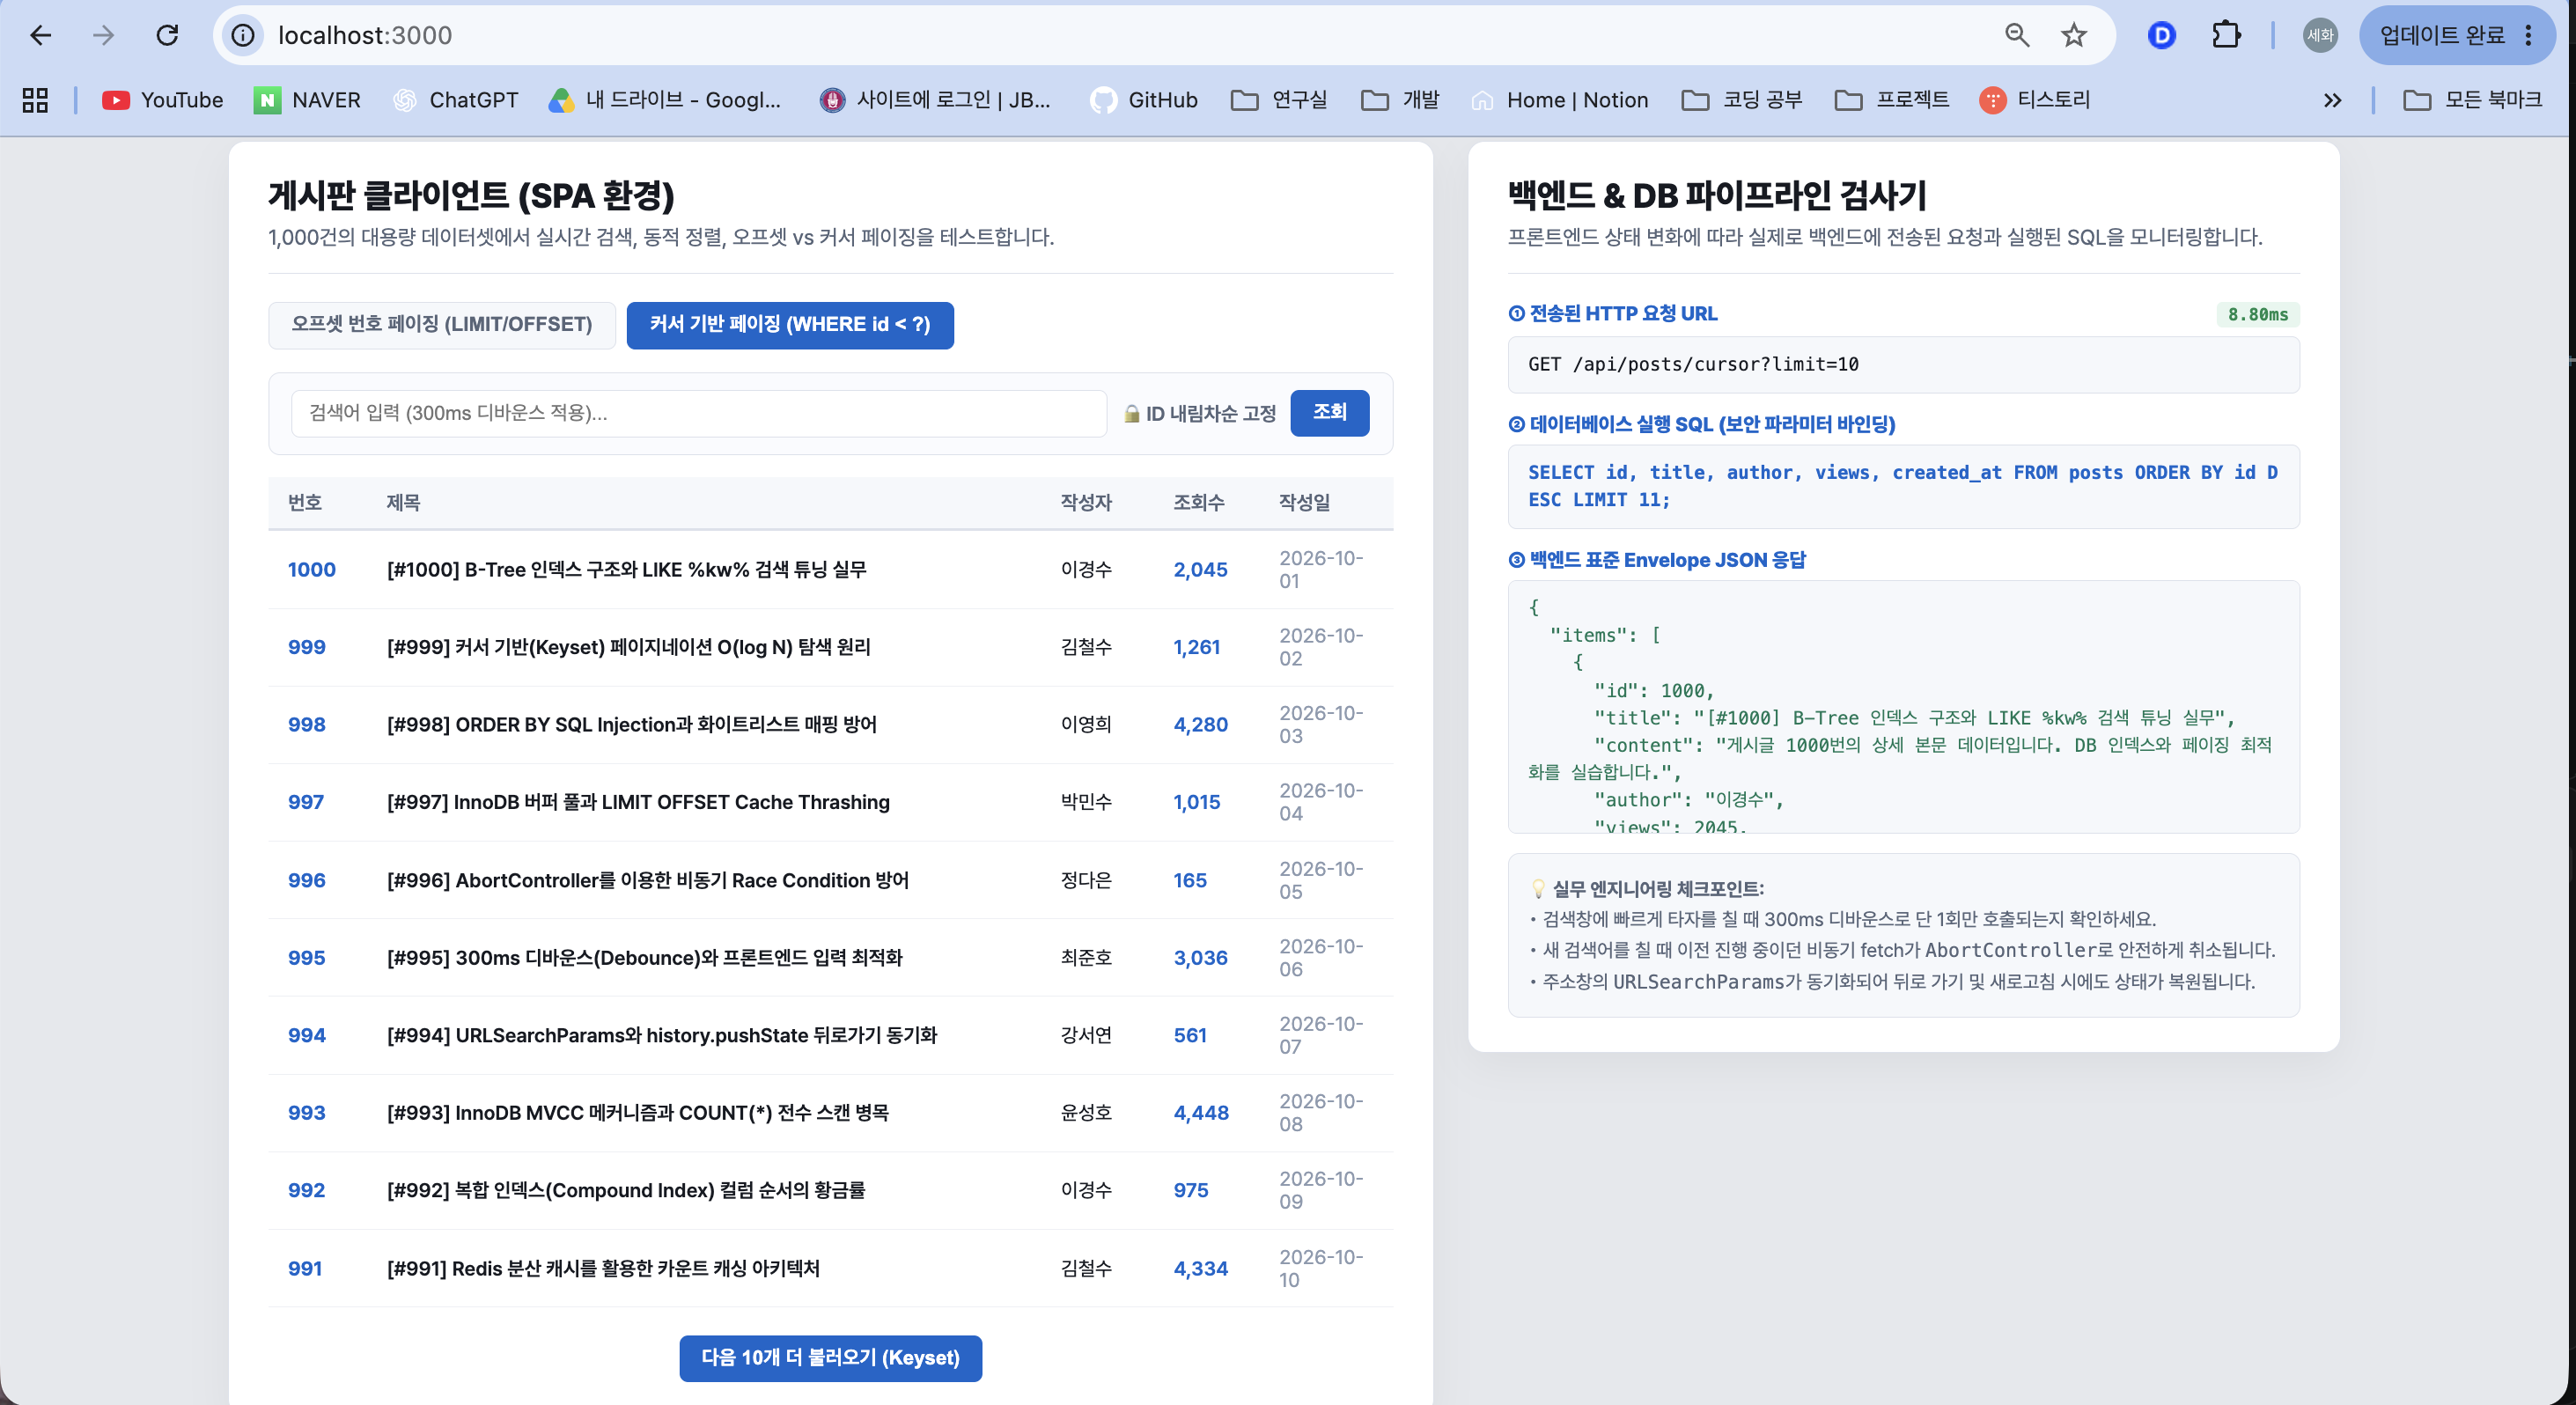 localhost:3000
세화
업데이트 완료
YouTube
NAVER
ChatGPT
내 드라이브 - Googl...
사이트에 로그인 | JB...
GitHub
연구실
개발
Home | Notion
코딩 공부
프로젝트
티스토리
모든 북마크
게시판 클라이언트 (SPA 환경)
1,000건의 대용량 데이터셋에서 실시간 검색, 동적 정렬, 오프셋 vs 커서 페이징을 테스트합니다.
오프셋 번호 페이징 (LIMIT/OFFSET)
커서 기반 페이징 (WHERE id < ?)
검색어 입력 (300ms 디바운스 적용)...
🔒 ID 내림차순 고정
조회
번호 제목 작성자 조회수 작성일
1000 [#1000] B-Tree 인덱스 구조와 LIKE %kw% 검색 튜닝 실무 이경수 2,045 2026-10-
01
999 [#999] 커서 기반(Keyset) 페이지네이션 O(log N) 탐색 원리 김철수 1,261 2026-10-
02
998 [#998] ORDER BY SQL Injection과 화이트리스트 매핑 방어 이영희 4,280 2026-10-
03
997 [#997] InnoDB 버퍼 풀과 LIMIT OFFSET Cache Thrashing 박민수 1,015 2026-10-
04
996 [#996] AbortController를 이용한 비동기 Race Condition 방어 정다은 165 2026-10-
05
995 [#995] 300ms 디바운스(Debounce)와 프론트엔드 입력 최적화 최준호 3,036 2026-10-
06
994 [#994] URLSearchParams와 history.pushState 뒤로가기 동기화 강서연 561 2026-10-
07
993 [#993] InnoDB MVCC 메커니즘과 COUNT(*) 전수 스캔 병목 윤성호 4,448 2026-10-
08
992 [#992] 복합 인덱스(Compound Index) 컬럼 순서의 황금률 이경수 975 2026-10-
09
991 [#991] Redis 분산 캐시를 활용한 카운트 캐싱 아키텍처 김철수 4,334 2026-10-
10
다음 10개 더 불러오기 (Keyset)
백엔드 & DB 파이프라인 검사기
프론트엔드 상태 변화에 따라 실제로 백엔드에 전송된 요청과 실행된 SQL을 모니터링합니다.
① 전송된 HTTP 요청 URL
8.80ms
GET /api/posts/cursor?limit=10
② 데이터베이스 실행 SQL (보안 파라미터 바인딩)
SELECT id, title, author, views, created_at FROM posts ORDER BY id D
ESC LIMIT 11;
③ 백엔드 표준 Envelope JSON 응답
{
"items": [
{
"id": 1000,
"title": "[#1000] B-Tree 인덱스 구조와 LIKE %kw% 검색 튜닝 실무",
"content": "게시글 1000번의 상세 본문 데이터입니다. DB 인덱스와 페이징 최적
화를 실습합니다.",
"author": "이경수",
"views": 2045,
💡 실무 엔지니어링 체크포인트:
• 검색창에 빠르게 타자를 칠 때 300ms 디바운스로 단 1회만 호출되는지 확인하세요.
• 새 검색어를 칠 때 이전 진행 중이던 비동기 fetch가 AbortController로 안전하게 취소됩니다.
• 주소창의 URLSearchParams가 동기화되어 뒤로 가기 및 새로고침 시에도 상태가 복원됩니다.